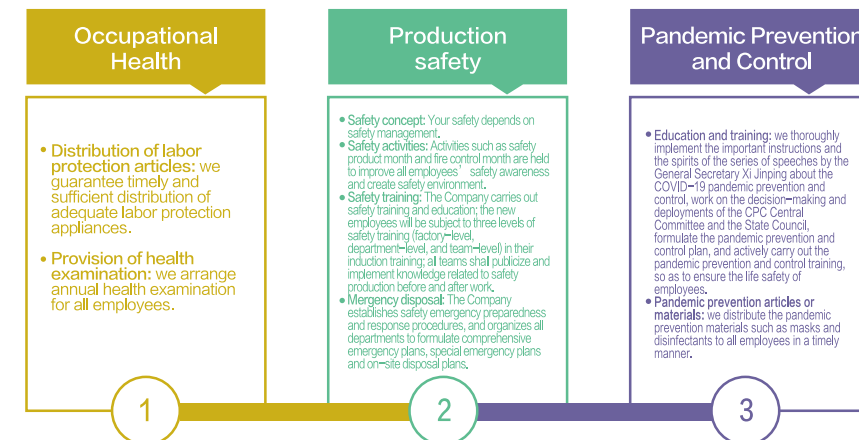 Occupational
Health
• Distribution of labor
protection articles: we
guarantee timely and
sufficient distribution of
adequate labor protection
appliances.
• Provision of health
examination: we arrange
annual health examination
for all employees.
1
Production
safety
• Safety concept: Your safety depends on
safety management.
• Safety activities: Activities such as safety
product month and fire control month are held
to improve all employees’ safety awareness
and create safety environment.
• Safety training: The Company carries out
safety training and education; the new
employees will be subject to three levels of
safety training (factory-level,
department-level, and team-level) in their
induction training; all teams shall publicize and
implement knowledge related to safety
production before and after work.
• Mergency disposal: The Company
establishes safety emergency preparedness
and response procedures, and organizes all
departments to formulate comprehensive
emergency plans, special emergency plans
and on-site disposal plans.
2
Pandemic Prevention
and Control
• Education and training: we thoroughly
implement the important instructions and
the spirits of the series of speeches by the
General Secretary Xi Jinping about the
COVID-19 pandemic prevention and
control, work on the decision-making and
deployments of the CPC Central
Committee and the State Council,
formulate the pandemic prevention and
control plan, and actively carry out the
pandemic prevention and control training,
so as to ensure the life safety of
employees.
• Pandemic prevention articles or
materials: we distribute the pandemic
prevention materials such as masks and
disinfectants to all employees in a timely
manner.
3